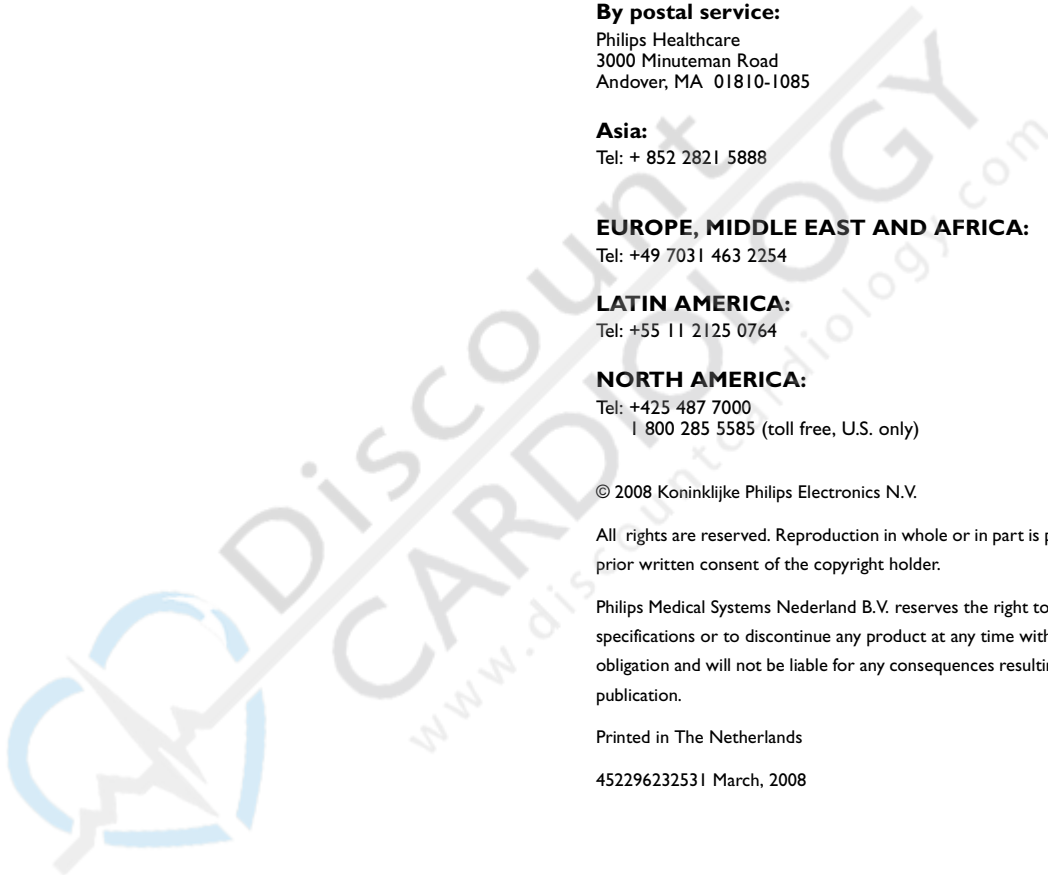 By postal service:
Philips Healthcare
3000 Minuteman Road
Andover, MA 01810-1085
Asia:
Tel: + 852 2821 5888
EUROPE, MIDDLE EAST AND AFRICA:
Tel: +49 7031 463 2254
LATIN AMERICA:
Tel: +55 11 2125 0764
NORTH AMERICA:
Tel: +425 487 7000
1 800 285 5585 (toll free, U.S. only)
© 2008 Koninklijke Philips Electronics N.V.
All rights are reserved. Reproduction in whole or in part is
prior written consent of the copyright holder.
Philips Medical Systems Nederland B.V. reserves the right to
specifications or to discontinue any product at any time
obligation and will not be liable for any consequences
publication.
Printed in The Netherlands
452296232531 March, 2008
Discount
CARDIOLOGY
www.discountcardiology.com